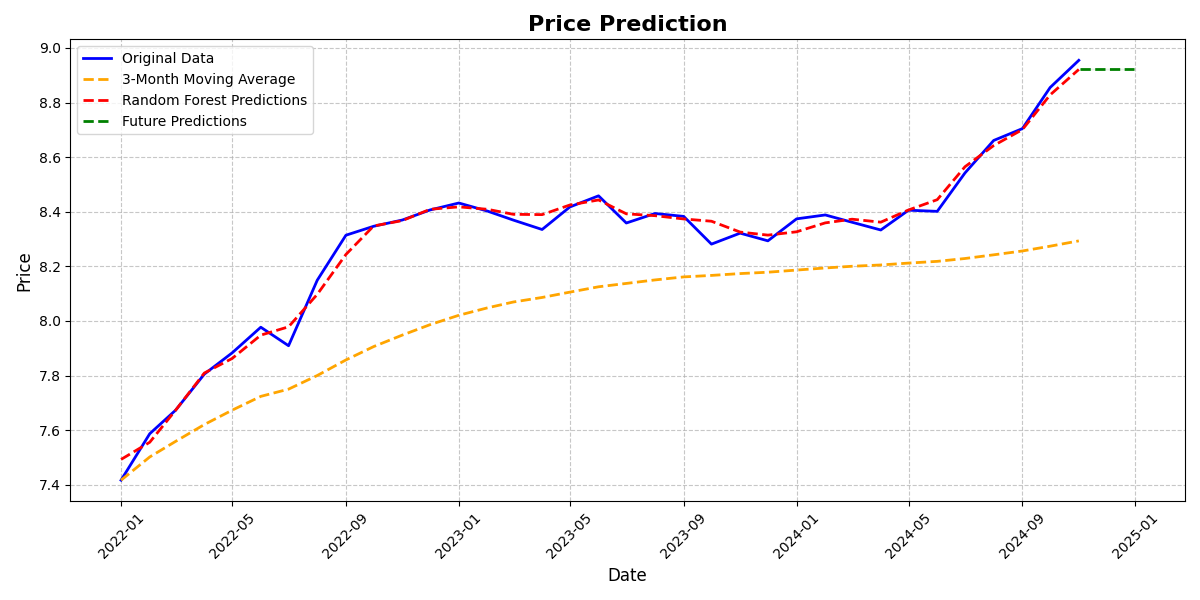 Price Prediction
Original Data
3-Month Moving Average
Random Forest Predictions
Future Predictions
Price
9.0
8.8
8.6
8.4
8.2
8.0
7.8
7.6
7.4
2022-01
2022-05
2022-09
2023-01
2023-05
2023-09
2024-01
2024-05
2024-09
2025-01
Date